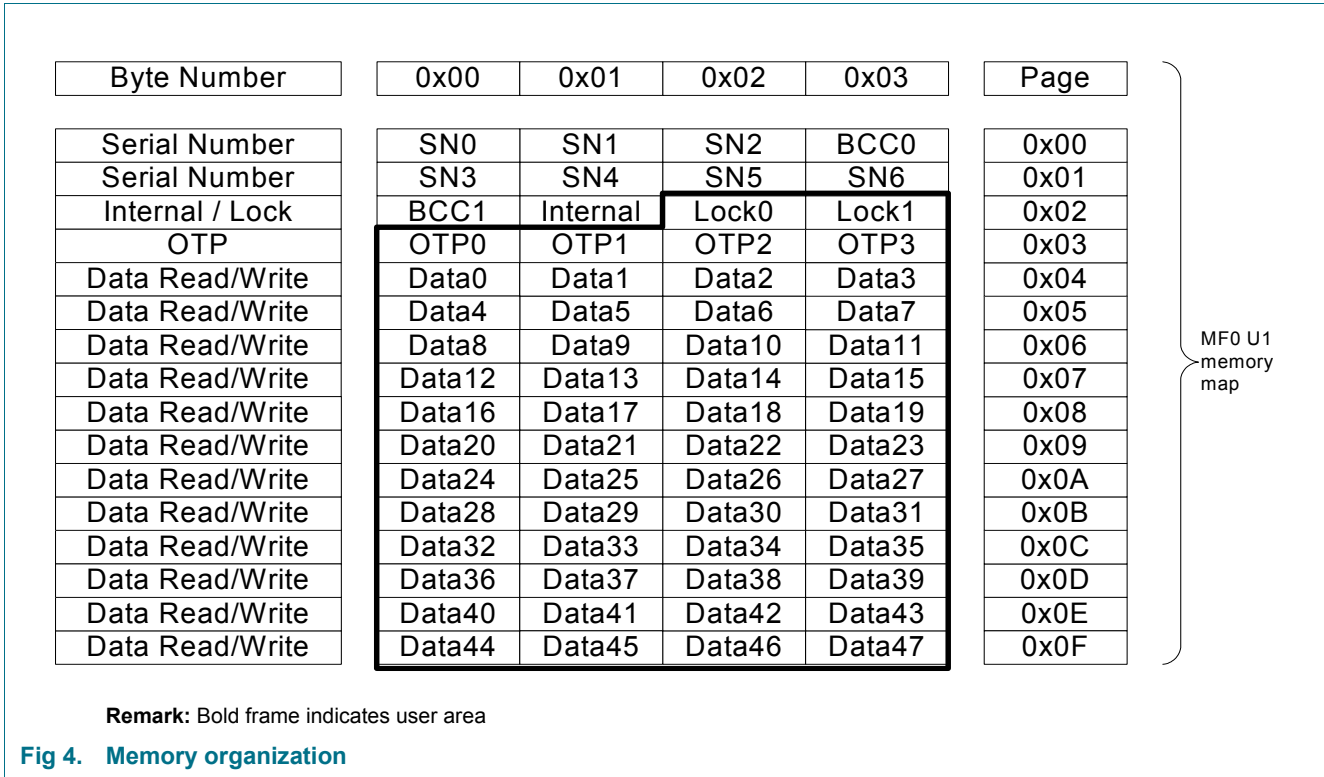 Byte Number 0x00 0x01 0x02 0x03 Page
Serial Number SN0 SN1 SN2 BCC0 0x00
Serial Number SN3 SN4 SN5 SN6 0x01
Internal / Lock BCC1 Internal Lock0 Lock1 0x02
OTP OTP0 OTP1 OTP2 OTP3 0x03
Data Read/Write Data0 Data1 Data2 Data3 0x04
Data Read/Write Data4 Data5 Data6 Data7 0x05
Data Read/Write Data8 Data9 Data10 Data11 0x06
Data Read/Write Data12 Data13 Data14 Data15 0x07
Data Read/Write Data16 Data17 Data18 Data19 0x08
Data Read/Write Data20 Data21 Data22 Data23 0x09
Data Read/Write Data24 Data25 Data26 Data27 0x0A
Data Read/Write Data28 Data29 Data30 Data31 0x0B
Data Read/Write Data32 Data33 Data34 Data35 0x0C
Data Read/Write Data36 Data37 Data38 Data39 0x0D
Data Read/Write Data40 Data41 Data42 Data43 0x0E
Data Read/Write Data44 Data45 Data46 Data47 0x0F
MF0 U1
memory
map
Remark: Bold frame indicates user area
Fig 4. Memory organization